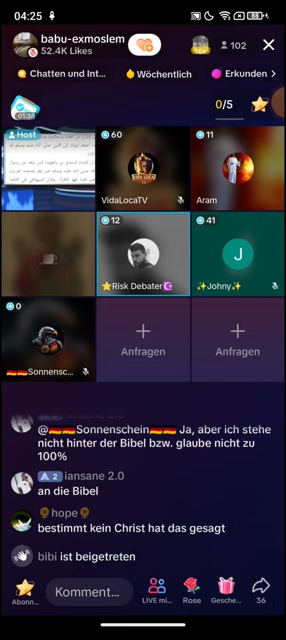 04:25
babu-exmoslem
52.4K Likes
102
Chatten und Int...
Wöchentlich
Erkunden
0/5
Host
60
VidaLocaTV
11
Aram
12
Risk Debater
41
J
Johny
0
Sonnensc...
Anfragen
Anfragen
@Sonnenschein Ja, aber ich stehe
nicht hinter der Bibel bzw. glaube nicht zu
100%
2 iansane 2.0
an die Bibel
hope
bestimmt kein Christ hat das gesagt
bibi ist beigetreten
Abonn...
Komment...
LIVE mi...
Rose
Gesche...
36